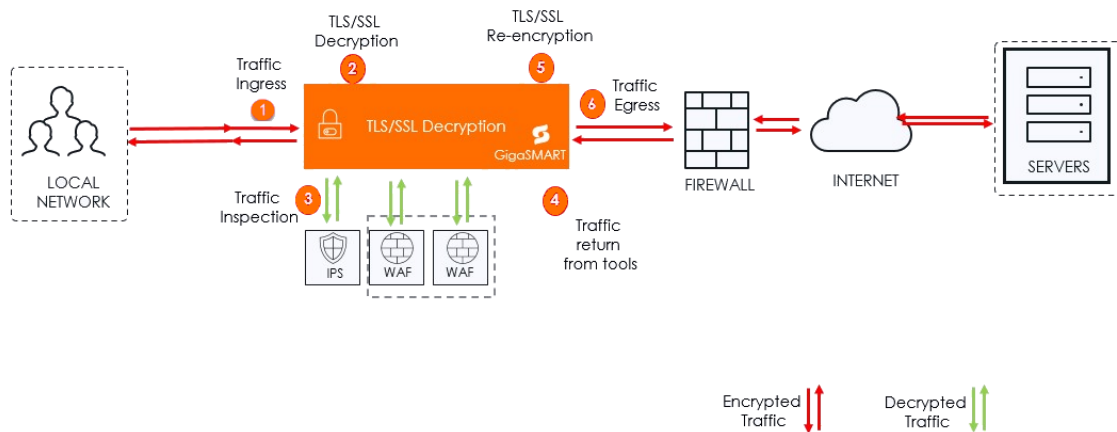 TLS/SSL
Decryption
TLS/SSL
Re-encryption
2
5
Traffic
Ingress
1
6
Traffic
Egress
TLS/SSL Decryption
GigaSMART
LOCAL
NETWORK
FIREWALL
INTERNET
SERVERS
Traffic
Inspection
3
4
Traffic
return
from tools
IPS
WAF
WAF
Encrypted
Traffic
Decrypted
Traffic